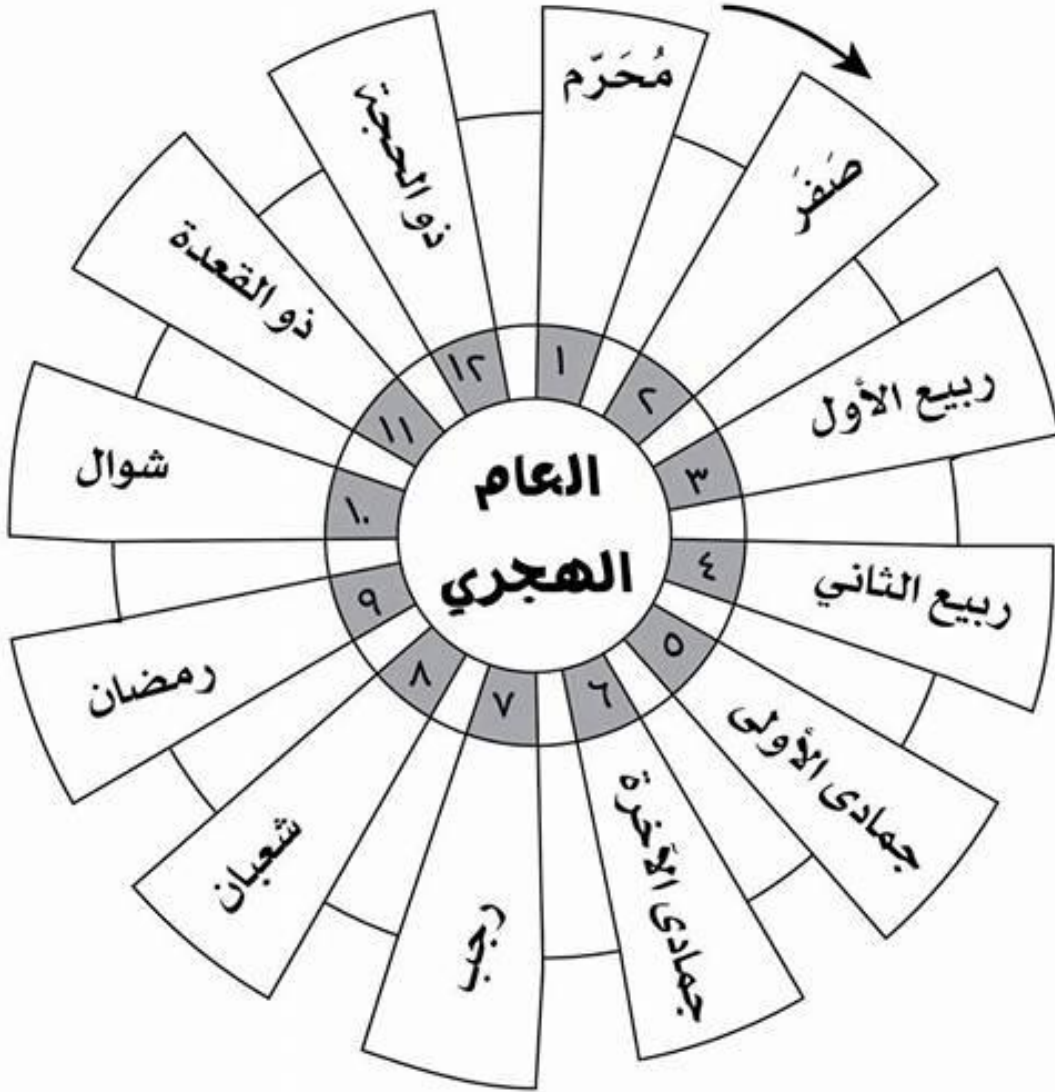 العام
الهجري
١
مُحَرّم
٢
صَفَرَ
٣
ربيع الأول
٤
ربيع الثاني
٥
جمادى الأولى
٦
جمادى الآخرة
٧
رجب
٨
شعبان
٩
رمضان
١٠
شوال
١١
ذو القعدة
١٢
ذو الحجة